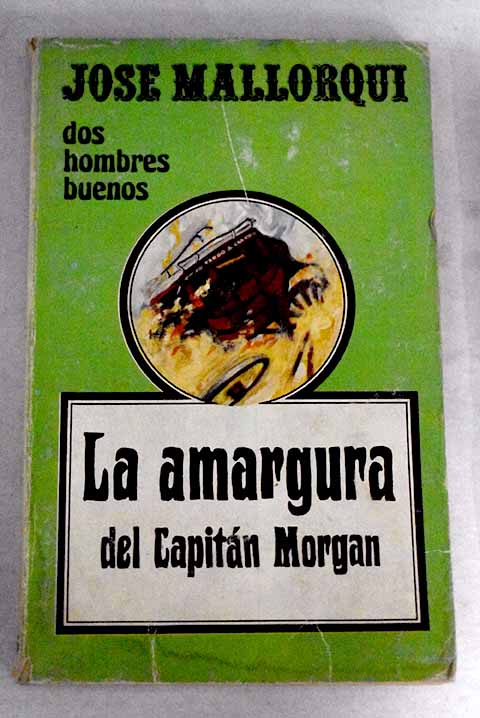 JOSE MALLORQUI
dos
hombres
buenos
La amargura
del Capitán Morgan